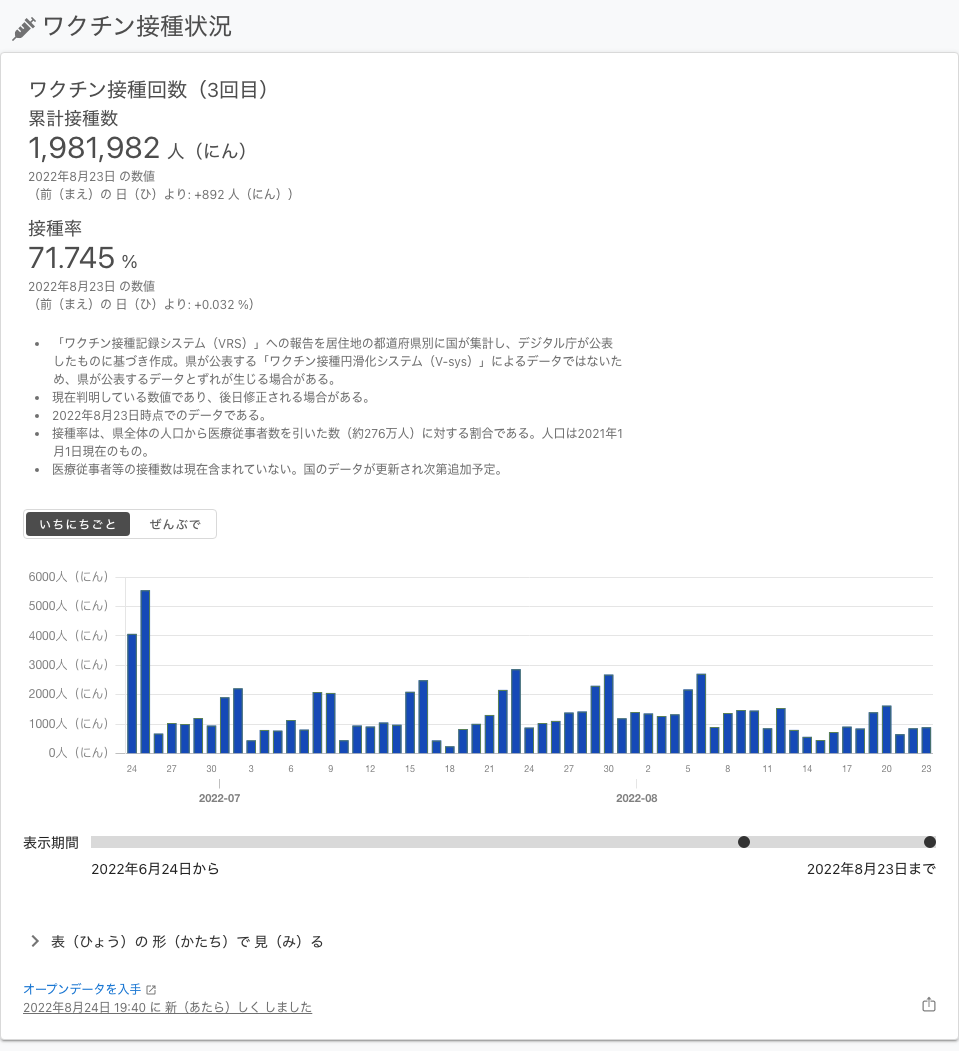 ワクチン接種状況
ワクチン接種回数（3回目）
累計接種数
1,981,982 人（にん）
2022年8月23日 の数値
（前（まえ）の 日（ひ）より: +892 人（にん））
接種率
71.745 %
2022年8月23日 の数値
（前（まえ）の 日（ひ）より: +0.032 %）
• 「ワクチン接種記録システム（VRS）」への報告を居住地の都道府県別に国が集計し、デジタル庁が公表
したものに基づき作成。県が公表する「ワクチン接種円滑化システム（V-sys）」によるデータではないた
め、県が公表するデータとずれが生じる場合がある。
• 現在判明している数値であり、後日修正される場合がある。
• 2022年8月23日時点でのデータである。
• 接種率は、県全体の人口から医療従事者数を引いた数（約276万人）に対する割合である。人口は2021年1
月1日現在のもの。
• 医療従事者等の接種数は現在含まれていない。国のデータが更新され次第追加予定。
いちにちごと ぜんぶで
6000人（にん）
5000人（にん）
4000人（にん）
3000人（にん）
2000人（にん）
1000人（にん）
0人（にん）
24 27 30 3 6 9 12 15 18 21 24 27 30 2 5 8 11 14 17 20 23
2022-07 2022-08
表示期間
2022年6月24日から 2022年8月23日まで
表（ひょう）の 形（かたち）で 見（み）る
オープンデータを入手
2022年8月24日 19:40 に 新（あたら）しく しました